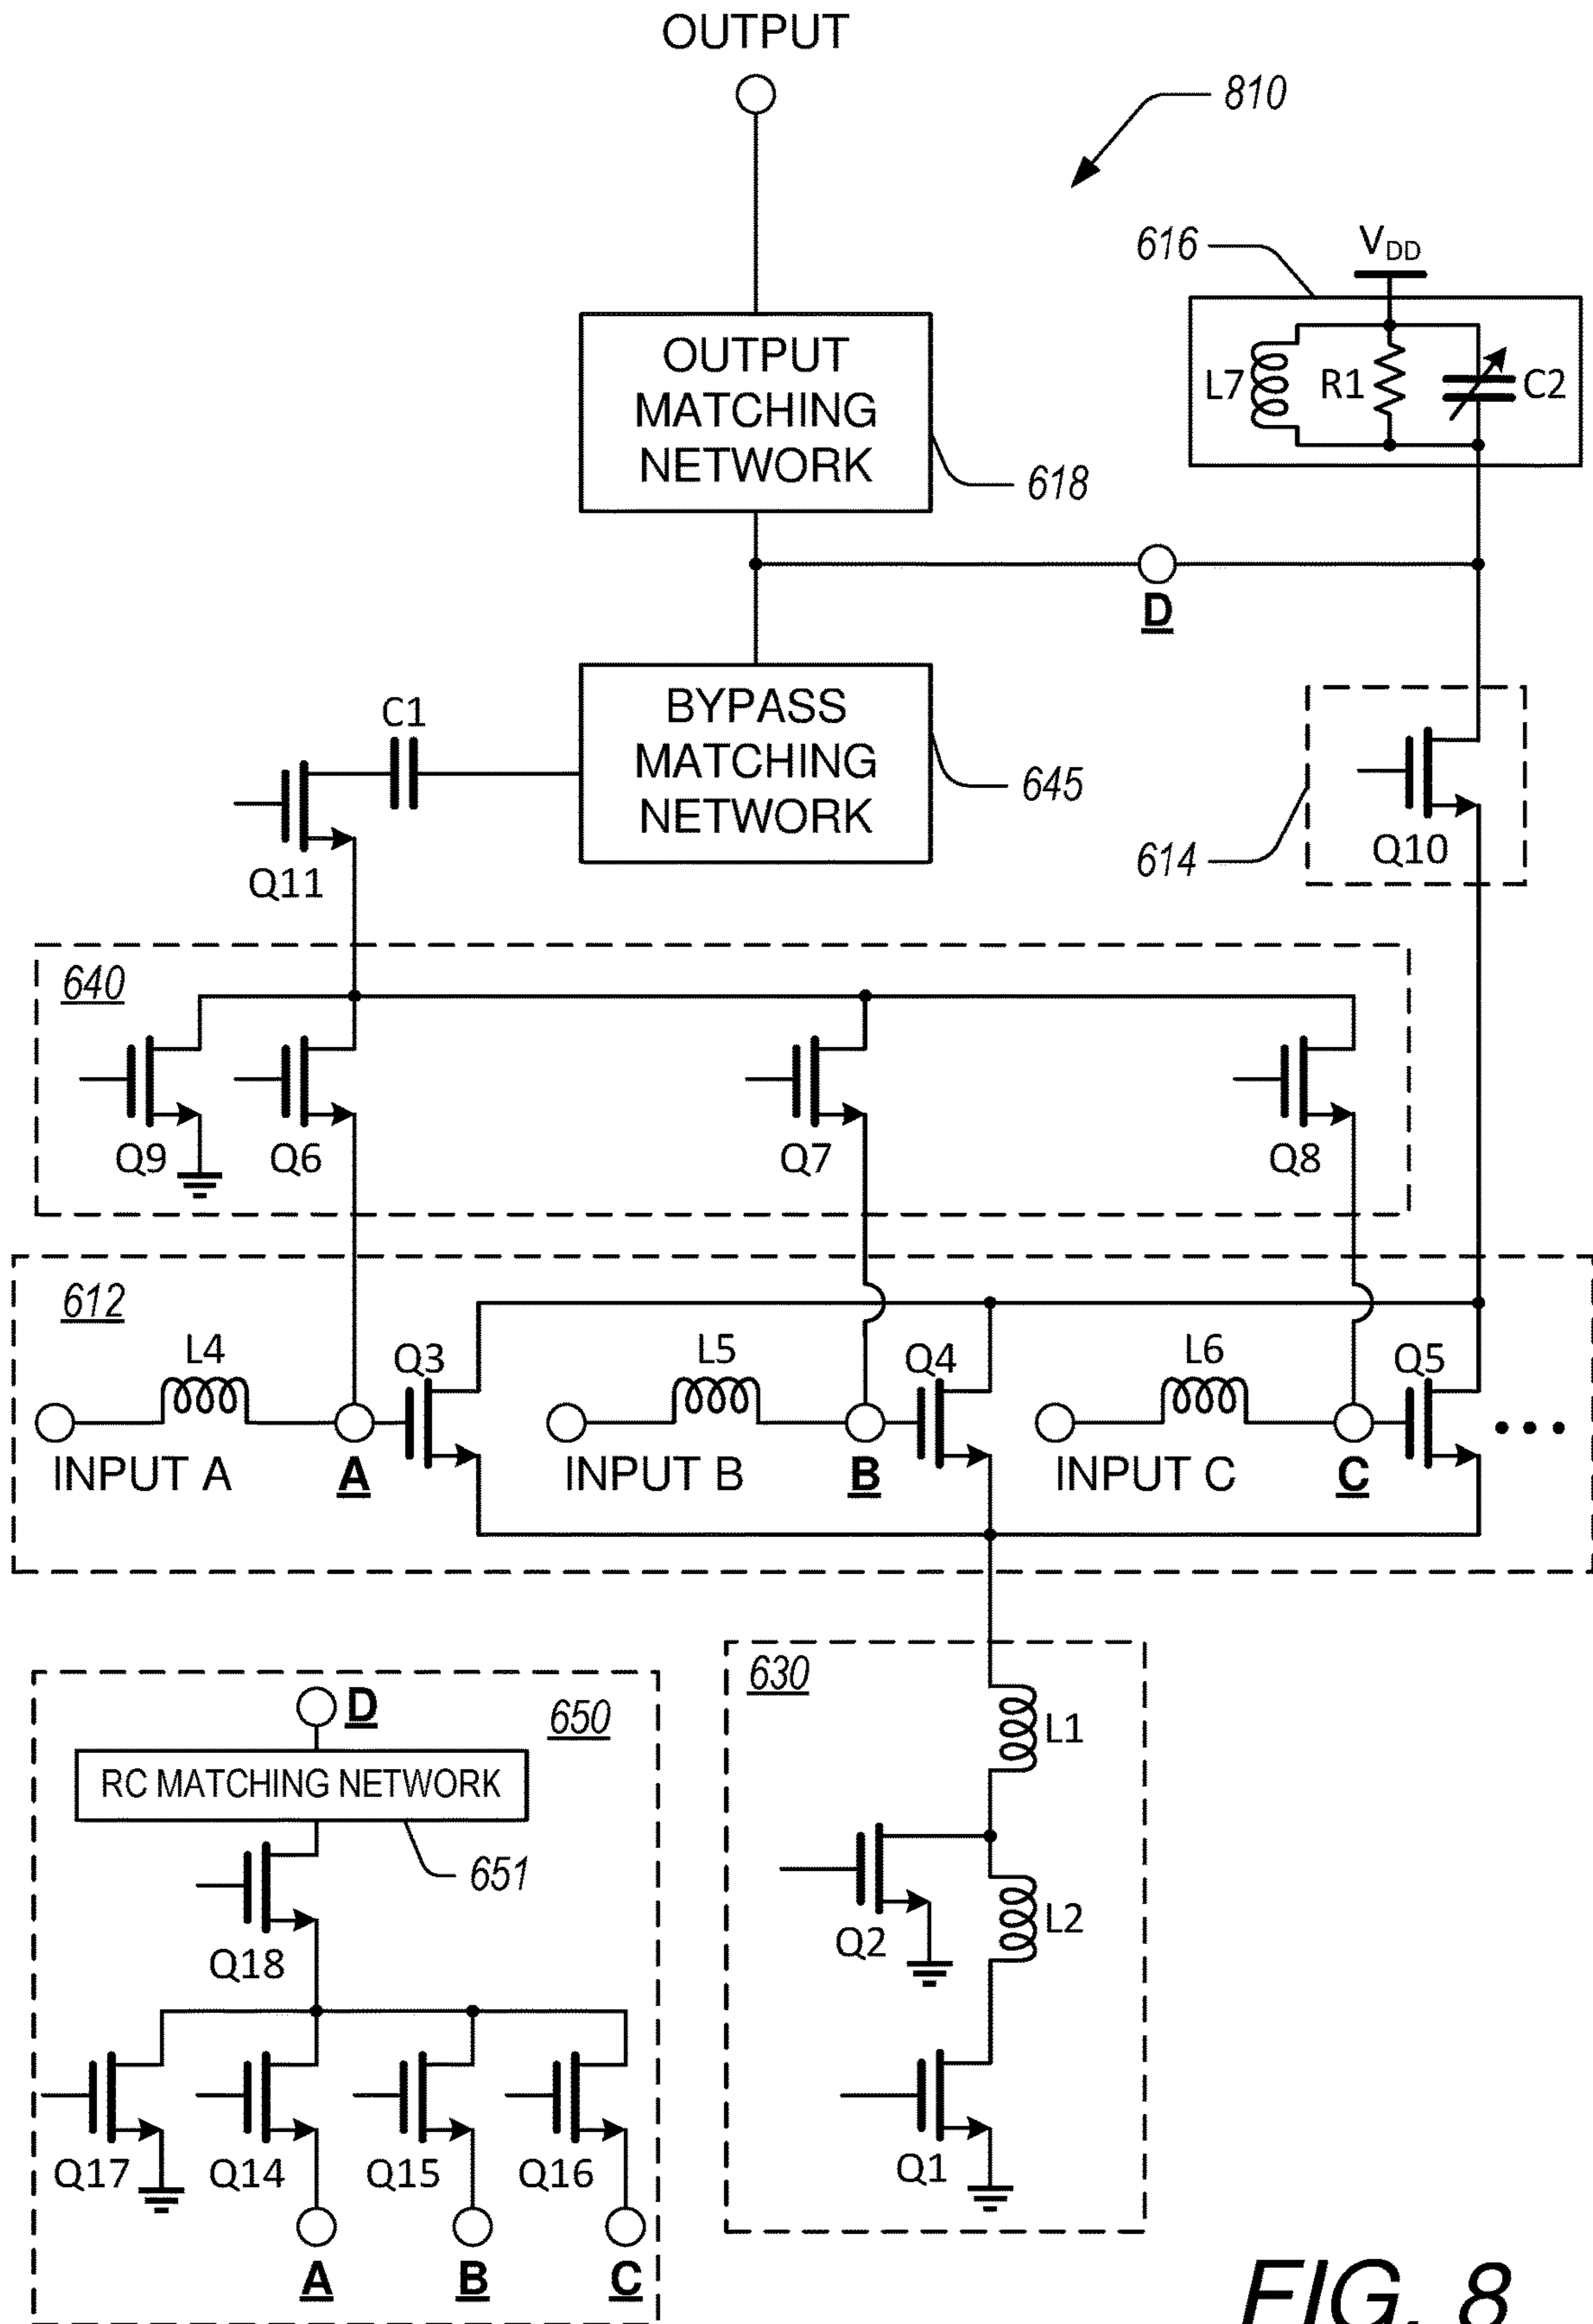 OUTPUT
810
616
VDD
L7
R1
C2
OUTPUT
MATCHING
NETWORK
618
D
C1
BYPASS
MATCHING
NETWORK
645
Q11
614
Q10
640
Q9
Q6
Q7
Q8
612
L4
Q3
L5
Q4
L6
Q5
INPUT A
A
INPUT B
B
INPUT C
C
...
D
650
RC MATCHING NETWORK
651
Q18
Q17
Q14
Q15
Q16
A
B
C
630
L1
Q2
L2
Q1
FIG. 8